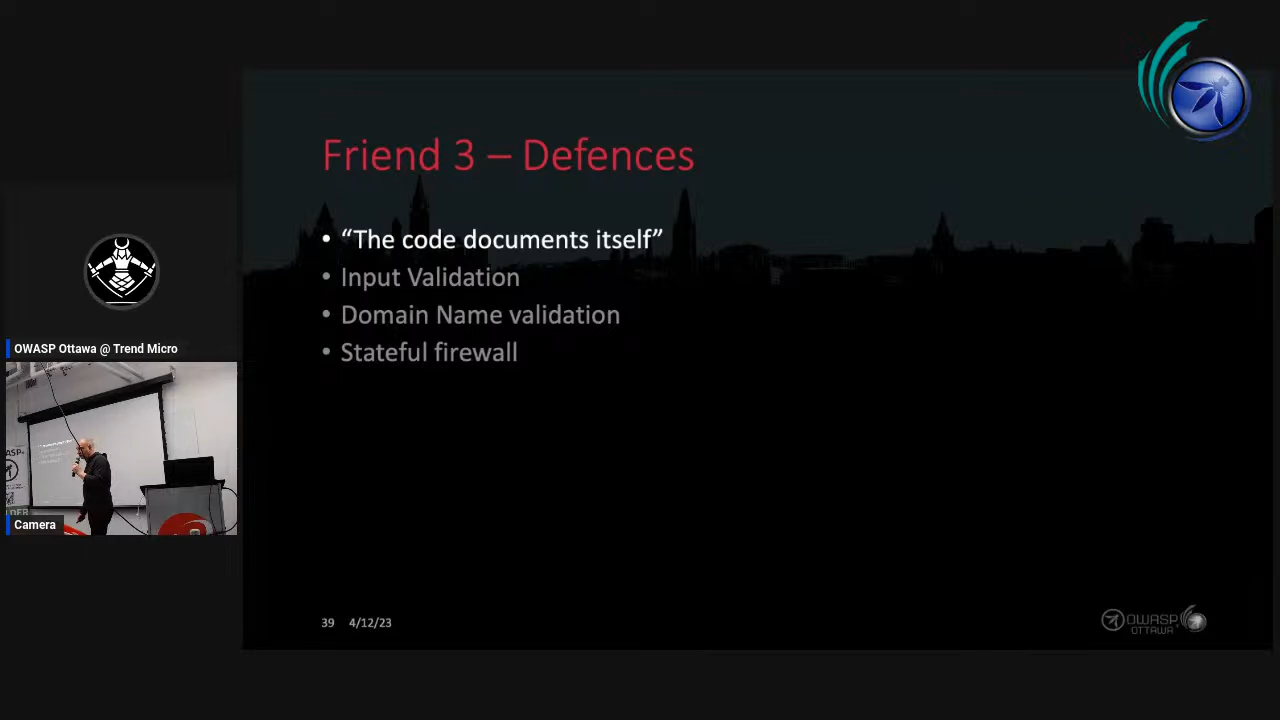 Friend 3 – Defences
• “The code documents itself”
• Input Validation
• Domain Name validation
• Stateful firewall
OWASP Ottawa @ Trend Micro
Camera
39 4/12/23
OWASP
OTTAWA